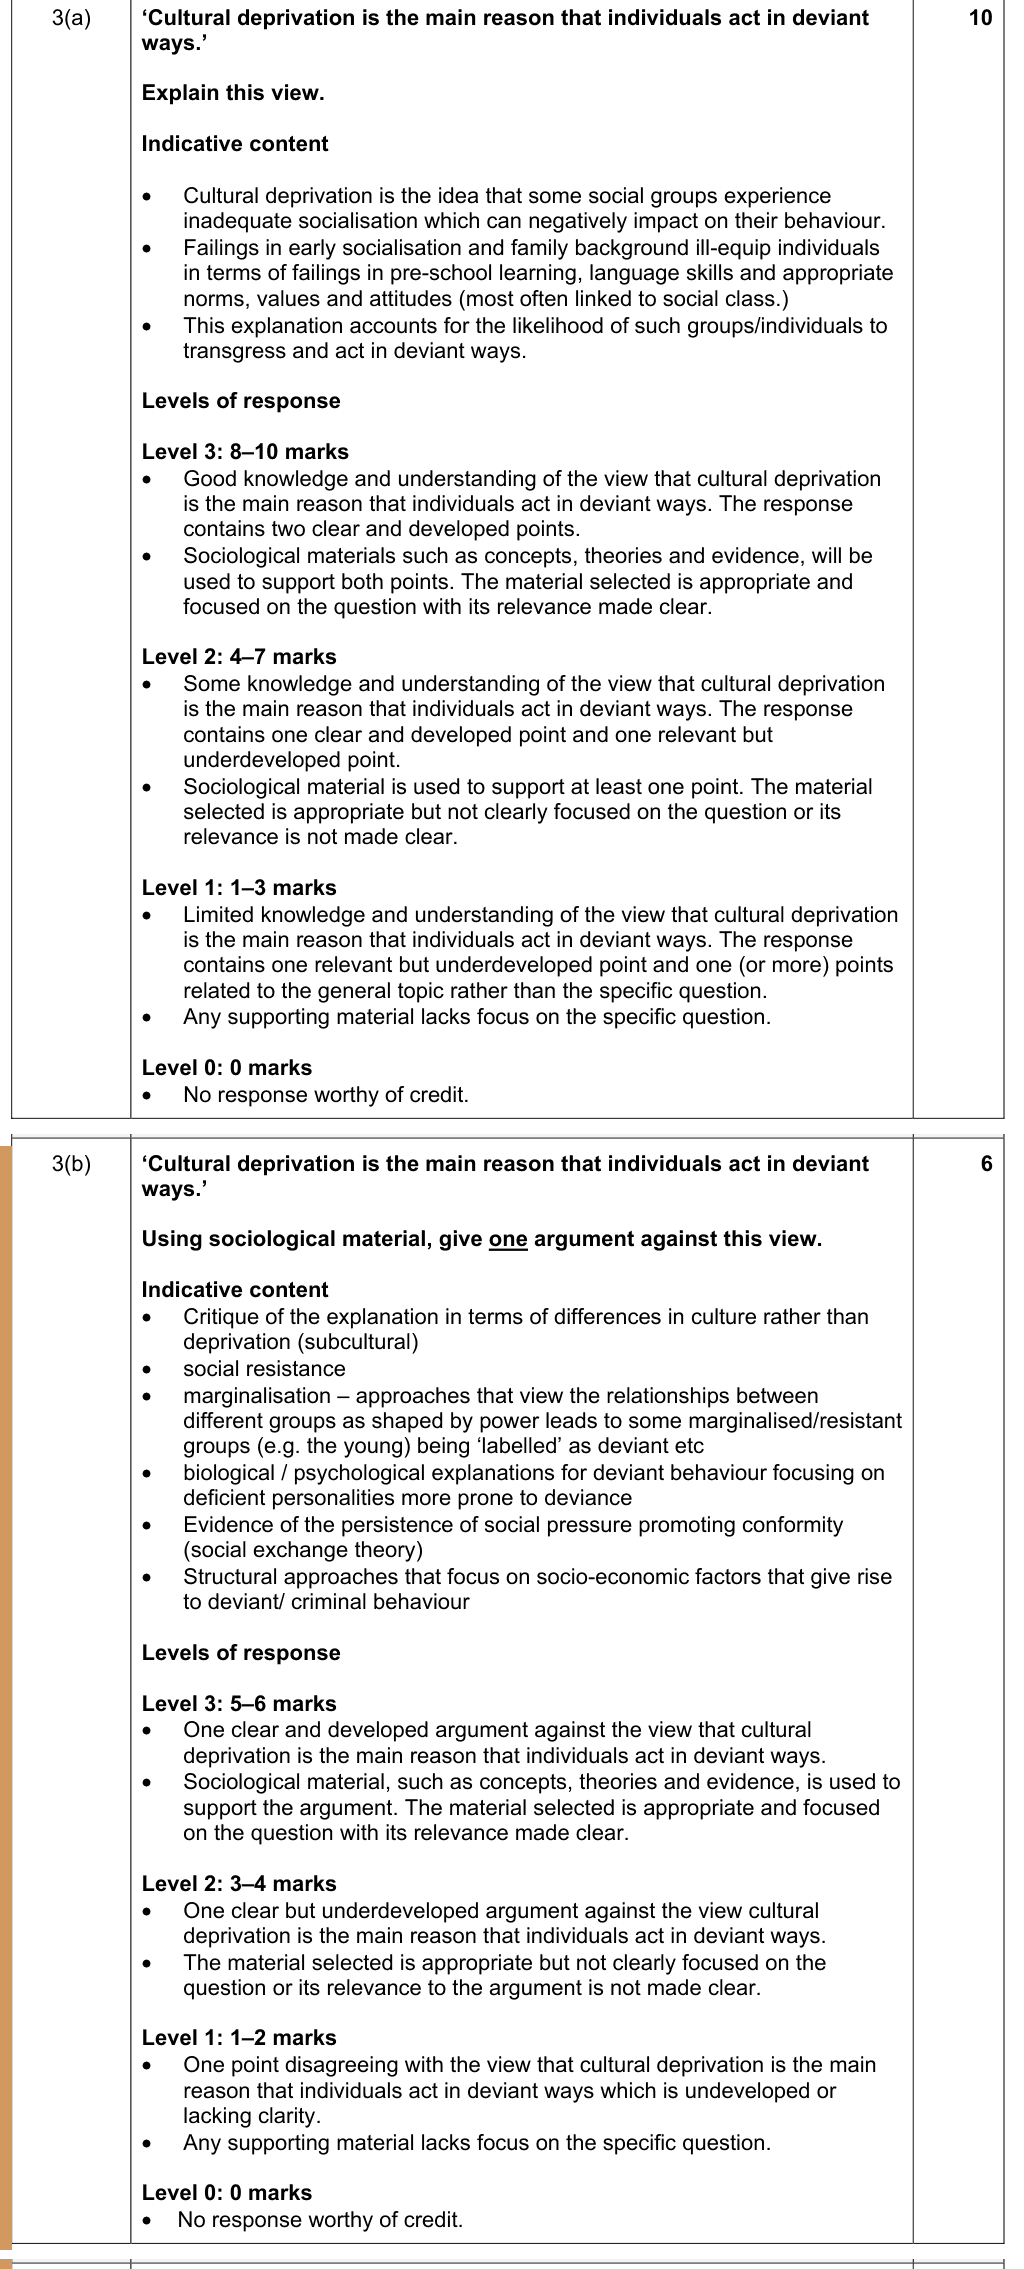 3(a) ‘Cultural deprivation is the main reason that individuals act in deviant 10
ways.’
Explain this view.
Indicative content
• Cultural deprivation is the idea that some social groups experience
inadequate socialisation which can negatively impact on their behaviour.
• Failings in early socialisation and family background ill-equip individuals
in terms of failings in pre-school learning, language skills and appropriate
norms, values and attitudes (most often linked to social class.)
• This explanation accounts for the likelihood of such groups/individuals to
transgress and act in deviant ways.
Levels of response
Level 3: 8–10 marks
• Good knowledge and understanding of the view that cultural deprivation
is the main reason that individuals act in deviant ways. The response
contains two clear and developed points.
• Sociological materials such as concepts, theories and evidence, will be
used to support both points. The material selected is appropriate and
focused on the question with its relevance made clear.
Level 2: 4–7 marks
• Some knowledge and understanding of the view that cultural deprivation
is the main reason that individuals act in deviant ways. The response
contains one clear and developed point and one relevant but
underdeveloped point.
• Sociological material is used to support at least one point. The material
selected is appropriate but not clearly focused on the question or its
relevance is not made clear.
Level 1: 1–3 marks
• Limited knowledge and understanding of the view that cultural deprivation
is the main reason that individuals act in deviant ways. The response
contains one relevant but underdeveloped point and one (or more) points
related to the general topic rather than the specific question.
• Any supporting material lacks focus on the specific question.
Level 0: 0 marks
• No response worthy of credit.
3(b) ‘Cultural deprivation is the main reason that individuals act in deviant 6
ways.’
Using sociological material, give one argument against this view.
Indicative content
• Critique of the explanation in terms of differences in culture rather than
deprivation (subcultural)
• social resistance
• marginalisation – approaches that view the relationships between
different groups as shaped by power leads to some marginalised/resistant
groups (e.g. the young) being ‘labelled’ as deviant etc
• biological / psychological explanations for deviant behaviour focusing on
deficient personalities more prone to deviance
• Evidence of the persistence of social pressure promoting conformity
(social exchange theory)
• Structural approaches that focus on socio-economic factors that give rise
to deviant/ criminal behaviour
Levels of response
Level 3: 5–6 marks
• One clear and developed argument against the view that cultural
deprivation is the main reason that individuals act in deviant ways.
• Sociological material, such as concepts, theories and evidence, is used to
support the argument. The material selected is appropriate and focused
on the question with its relevance made clear.
Level 2: 3–4 marks
• One clear but underdeveloped argument against the view cultural
deprivation is the main reason that individuals act in deviant ways.
• The material selected is appropriate but not clearly focused on the
question or its relevance to the argument is not made clear.
Level 1: 1–2 marks
• One point disagreeing with the view that cultural deprivation is the main
reason that individuals act in deviant ways which is undeveloped or
lacking clarity.
• Any supporting material lacks focus on the specific question.
Level 0: 0 marks
• No response worthy of credit.